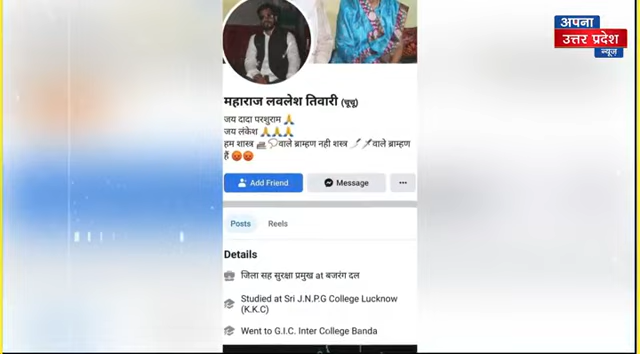 अपना
उत्तर प्रदेश
न्यूज़
महाराज लवलेश तिवारी (चूचू)
जय दादा परशुराम 🙏
जय लंकेश 🙏🙏🙏
हम शास्त्र वाले ब्राम्हण नही शस्त्र वाले ब्राम्हण
हैं 😡😡
Add Friend
Message
Posts
Reels
Details
जिला सह सुरक्षा प्रमुख at बजरंग दल
Studied at Sri J.N.P.G College Lucknow
(K.K.C)
Went to G.I.C. Inter College Banda